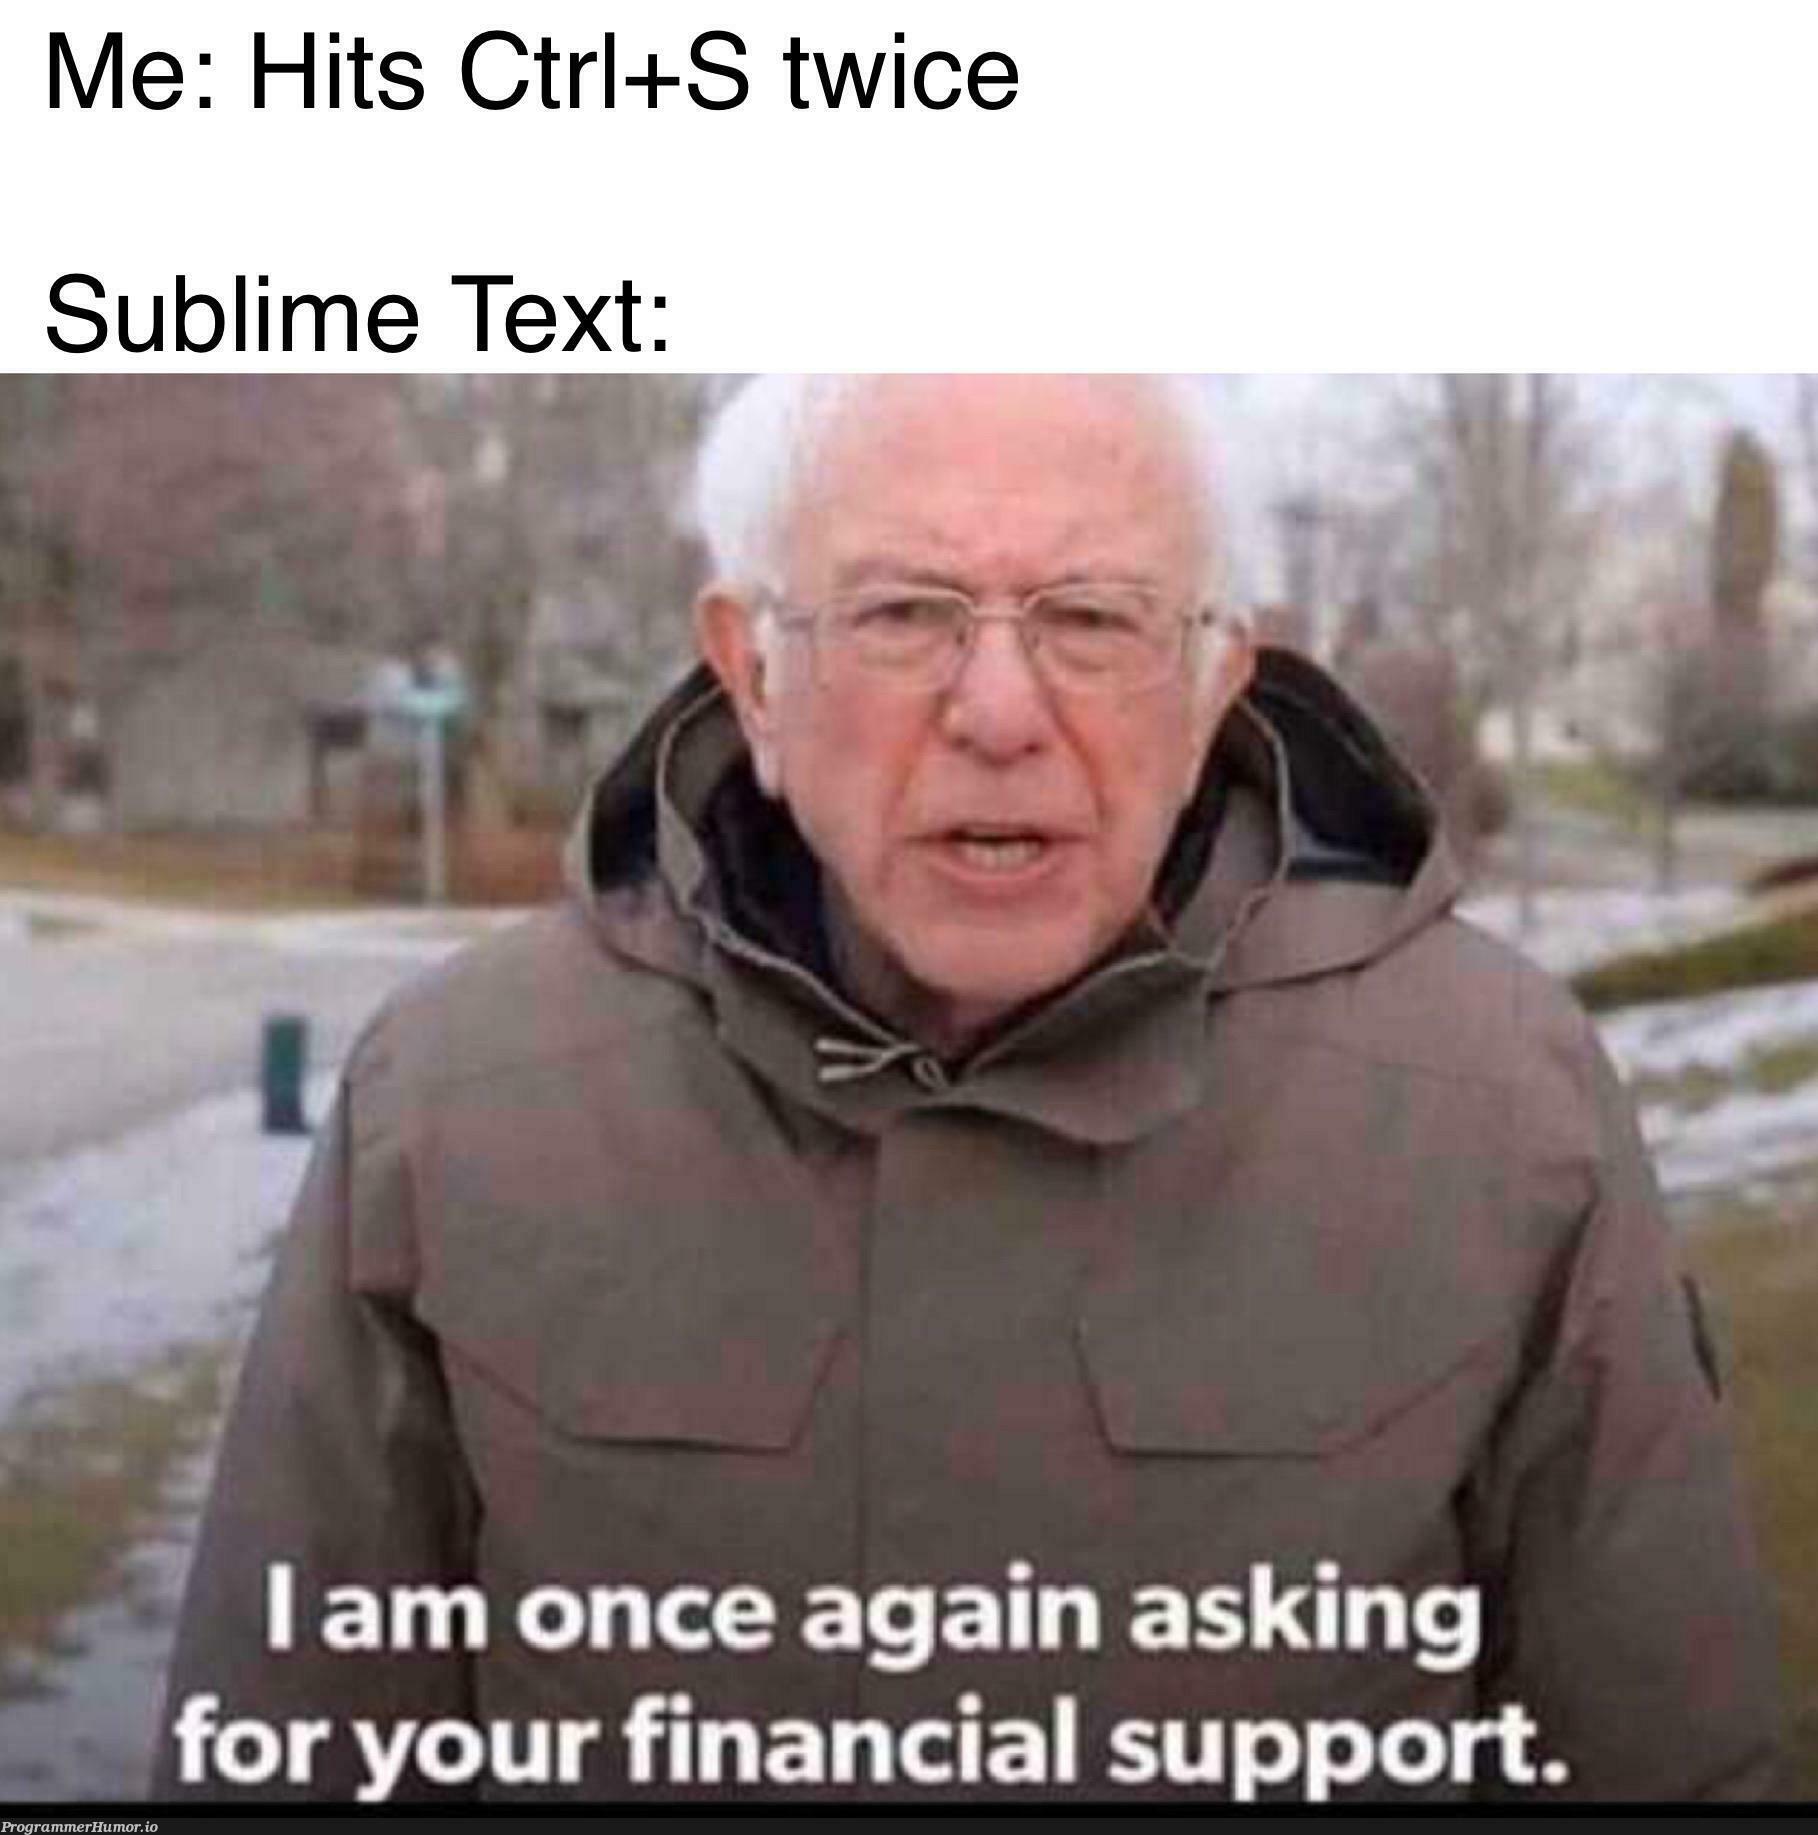 Me: Hits Ctrl+S twice
Sublime Text:
I am once again asking
for your financial support.
ProgrammerHumor.io